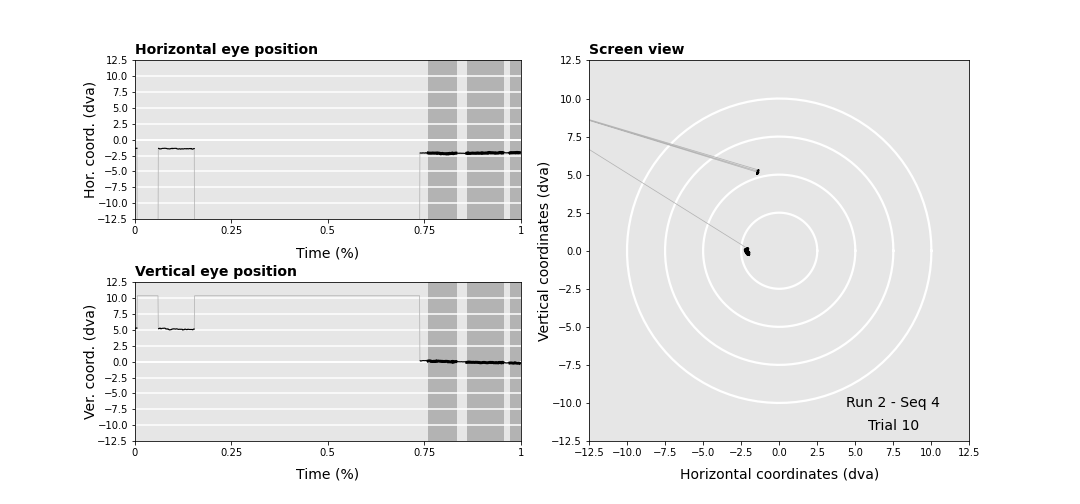 Horizontal eye position
12.5
10.0
7.5
5.0
2.5
0.0
−2.5
−5.0
−7.5
−10.0
−12.5
Hor. coord. (dva)
0 0.25 0.5 0.75 1
Time (%)
Vertical eye position
12.5
10.0
7.5
5.0
2.5
0.0
−2.5
−5.0
−7.5
−10.0
−12.5
Ver. coord. (dva)
0 0.25 0.5 0.75 1
Time (%)
Screen view
12.5
10.0
7.5
5.0
2.5
0.0
−2.5
−5.0
−7.5
−10.0
−12.5
Vertical coordinates (dva)
Run 2 - Seq 4
Trial 10
−12.5 −10.0 −7.5 −5.0 −2.5 0.0 2.5 5.0 7.5 10.0 12.5
Horizontal coordinates (dva)